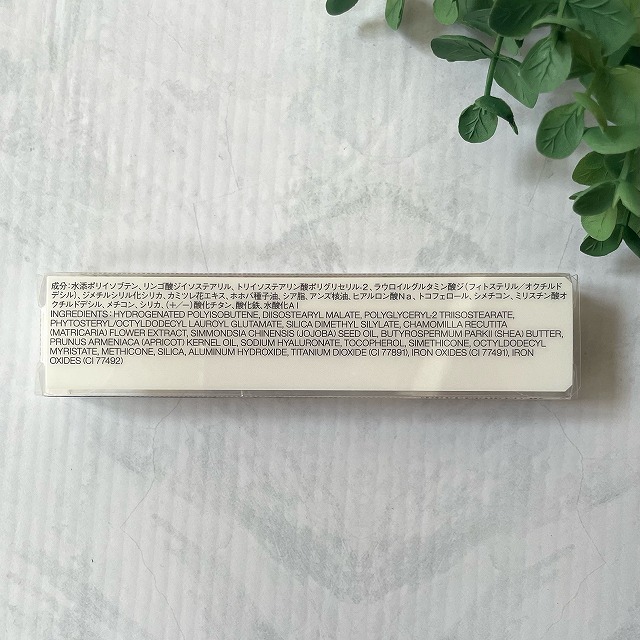 成分:水添ポリイソブテン、リンゴ酸ジイソステアリル、トリイソステアリン酸ポリグリセリル-2、ラウロイルグルタミン酸ジ(フィトステリル/オクチルド
デシル)、ジメチルシリル化シリカ、カミツレ花エキス、ホホバ種子油、シア脂、アンズ核油、ヒアルロン酸Na、トコフェロール、シメチコン、ミリスチン酸オ
クチルドデシル、メチコン、シリカ、(+/-)酸化チタン、酸化鉄、水酸化Al
INGREDIENTS : HYDROGENATED POLYISOBUTENE, DIISOSTEARYL MALATE, POLYGLYCERYL-2 TRIISOSTEARATE,
PHYTOSTERYL/OCTYLDODECYL LAUROYL GLUTAMATE, SILICA DIMETHYL SILYLATE, CHAMOMILLA RECUTITA
(MATRICARIA) FLOWER EXTRACT, SIMMONDSIA CHINENSIS (JOJOBA) SEED OIL, BUTYROSPERMUM PARKII (SHEA) BUTTER,
PRUNUS ARMENIACA (APRICOT) KERNEL OIL, SODIUM HYALURONATE, TOCOPHEROL, SIMETHICONE, OCTYLDODECYL
MYRISTATE, METHICONE, SILICA, ALUMINUM HYDROXIDE, TITANIUM DIOXIDE (CI 77891), IRON OXIDES (CI 77491), IRON
OXIDES (CI 77492)